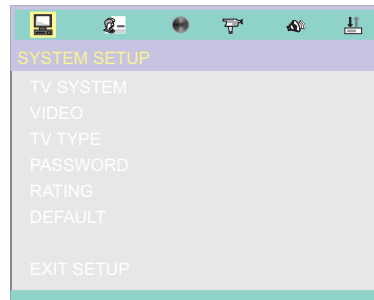 SYSTEM SETUP
TV SYSTEM
VIDEO
TV TYPE
PASSWORD
RATING
DEFAULT
EXIT SETUP